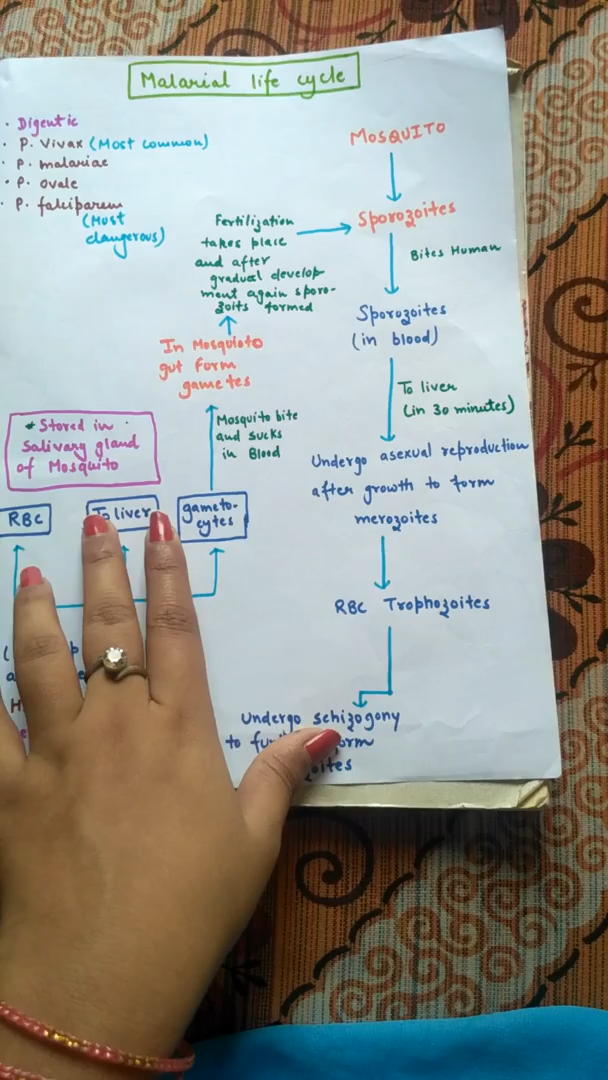 Malarial life cycle
• Digentic
• P. Vivax (Most common)
• P. malariae
• P. ovale
• P. falciparem
(Most
dangerous)
MOSQUITO
Sporozoites
Bites Human
Sporozoites
(in blood)
To liver
(in 30 minutes)
Undergo asexual reproduction
after growth to form
merozoites
RBC Trophozoites
Undergo schizogony
to
Fertilization
takes place
and after
gradual develop
ment again sporo-
zoits formed
In Mosquioto
gut form
gametes
Mosquito bite
and sucks
in Blood
* Stored in
Salivary gland
of Mosquito
RBC
To liver
gameto-
cytes